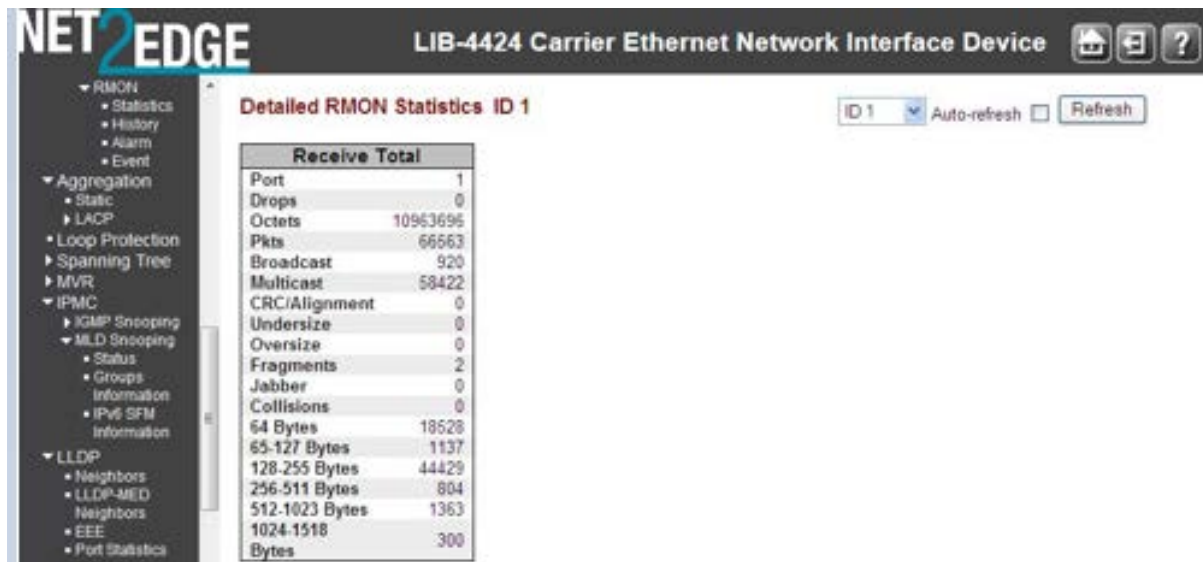 NET2EDGE
LIB-4424 Carrier Ethernet Network Interface Device
?
RMON
Statistics
History
Alarm
Event
Aggregation
Static
LACP
Loop Protection
Spanning Tree
MVR
IPMC
IGMP Snooping
MLD Snooping
Status
Groups
Information
IPv6 SFM
Information
LLDP
Neighbors
LLDP-MED
Neighbors
EEE
Port Statistics
Detailed RMON Statistics ID 1
ID 1 Auto-refresh Refresh
Receive Total
Port 1
Drops 0
Octets 10963696
Pkts 66563
Broadcast 920
Multicast 58422
CRC/Alignment 0
Undersize 0
Oversize 0
Fragments 2
Jabber 0
Collisions 0
64 Bytes 18528
65-127 Bytes 1137
128-255 Bytes 44429
256-511 Bytes 804
512-1023 Bytes 1363
1024-1518
Bytes 300